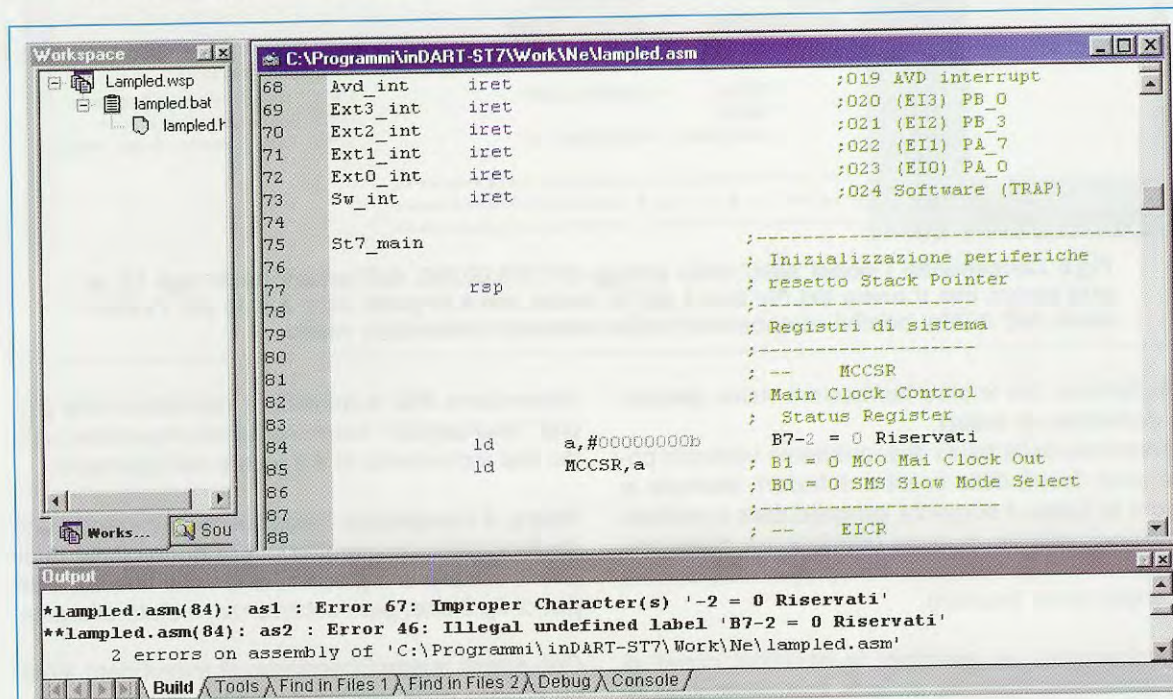 Workspace
Lampled.wsp
lampled.bat
lampled.h
Works...
Sou
C:\Programmi\inDART-ST7\Work\Ne\lampled.asm
68 Avd_int iret ;019 AVD interrupt
69 Ext3_int iret ;020 (EI3) PB_0
70 Ext2_int iret ;021 (EI2) PB_3
71 Ext1_int iret ;022 (EI1) PA_7
72 Ext0_int iret ;023 (EI0) PA_0
73 Sw_int iret ;024 Software (TRAP)
74
75 St7_main ;-----------------------------------
76 ; Inizializzazione periferiche
77 rsp ; resetto Stack Pointer
78 ;--------------------
79 ; Registri di sistema
80 ;--------------------
81 ; -- MCCSR
82 ; Main Clock Control
83 ; Status Register
84 ld a,#00000000b B7-2 = 0 Riservati
85 ld MCCSR,a ; B1 = 0 MCO Mai Clock Out
86 ; B0 = 0 SMS Slow Mode Select
87 ;----------------------
88 ; -- EICR
Output
*lampled.asm(84): as1 : Error 67: Improper Character(s) '-2 = 0 Riservati'
**lampled.asm(84): as2 : Error 46: Illegal undefined label 'B7-2 = 0 Riservati'
2 errors on assembly of 'C:\Programmi\inDART-ST7\Work\Ne\lampled.asm'
Build Tools Find in Files 1 Find in Files 2 Debug Console